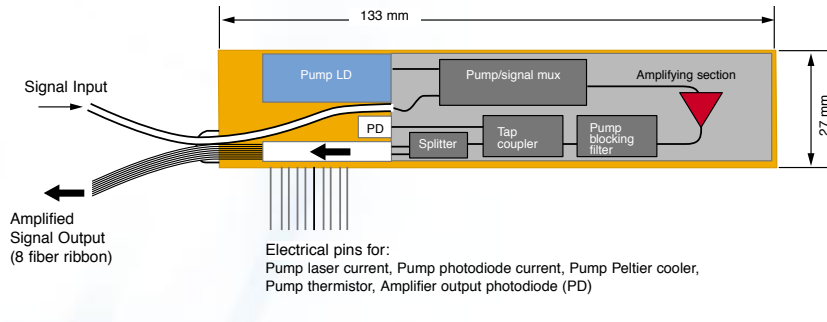 133 mm
Pump LD
Pump/signal mux
Amplifying section
Signal Input
27 mm
PD
Splitter
Tap
coupler
Pump
blocking
filter
Amplified
Signal Output
(8 fiber ribbon)
Electrical pins for:
Pump laser current, Pump photodiode current, Pump Peltier cooler,
Pump thermistor, Amplifier output photodiode (PD)